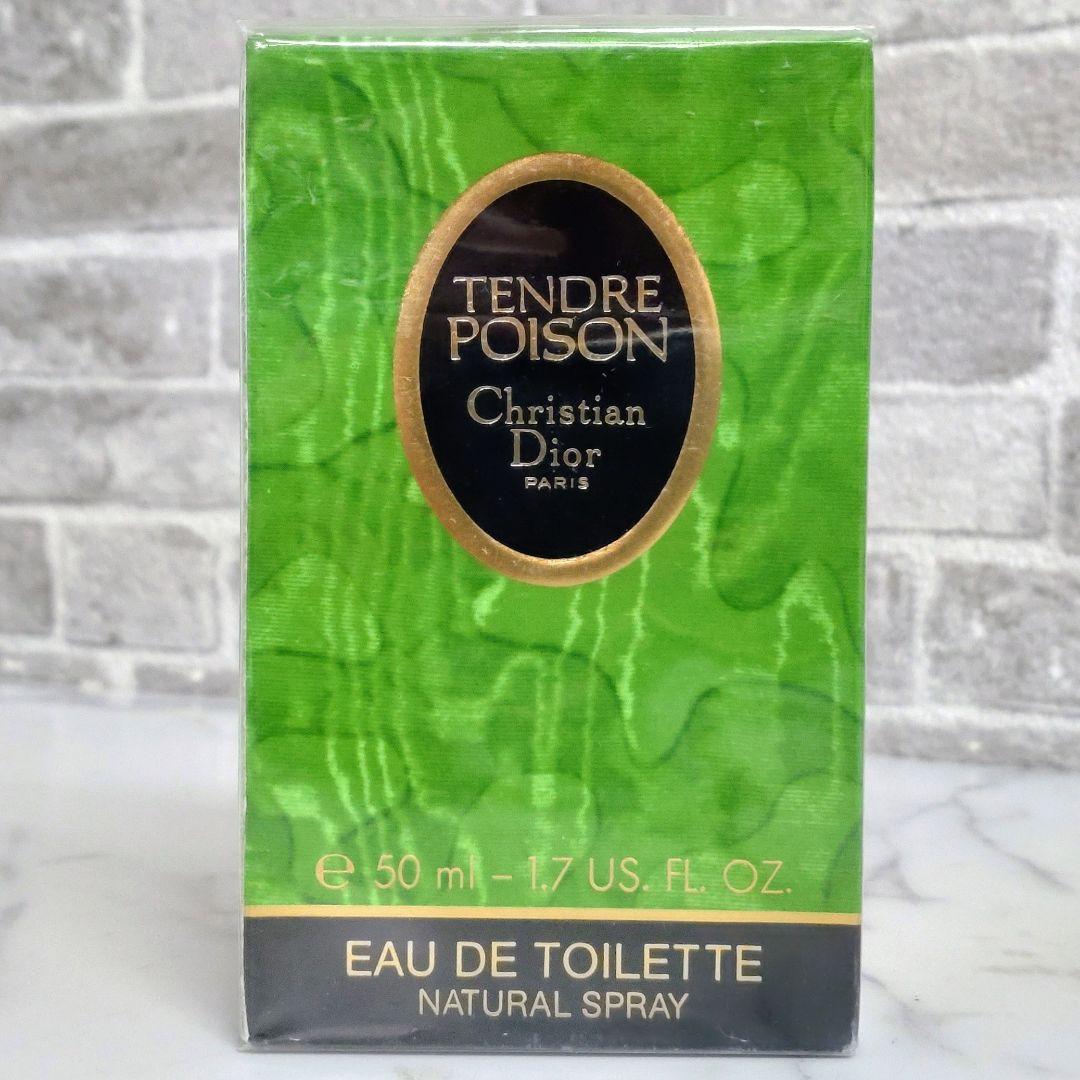 TENDRE
POISON
Christian
Dior
PARIS
℮ 50 ml – 1.7 US. FL. OZ.
EAU DE TOILETTE
NATURAL SPRAY